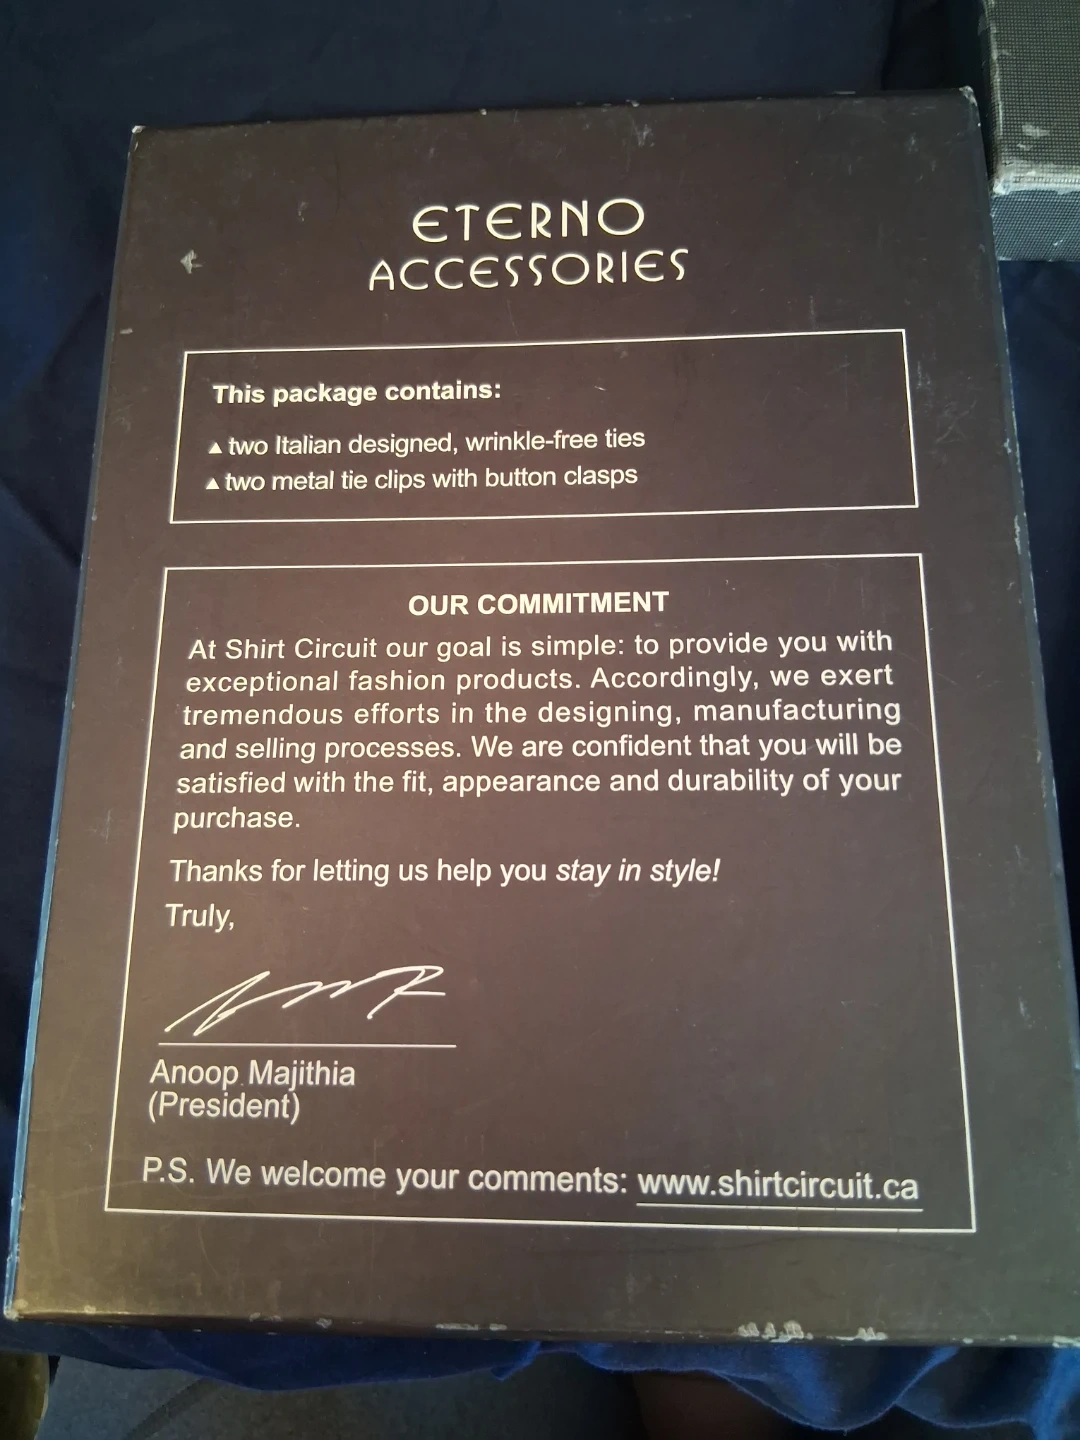 ETERNO
ACCESSORIES
This package contains:
▲ two Italian designed, wrinkle-free ties
▲ two metal tie clips with button clasps
OUR COMMITMENT
At Shirt Circuit our goal is simple: to provide you with
exceptional fashion products. Accordingly, we exert
tremendous efforts in the designing, manufacturing
and selling processes. We are confident that you will be
satisfied with the fit, appearance and durability of your
purchase.
Thanks for letting us help you stay in style!
Truly,
Anoop Majithia
(President)
P.S. We welcome your comments: www.shirtcircuit.ca